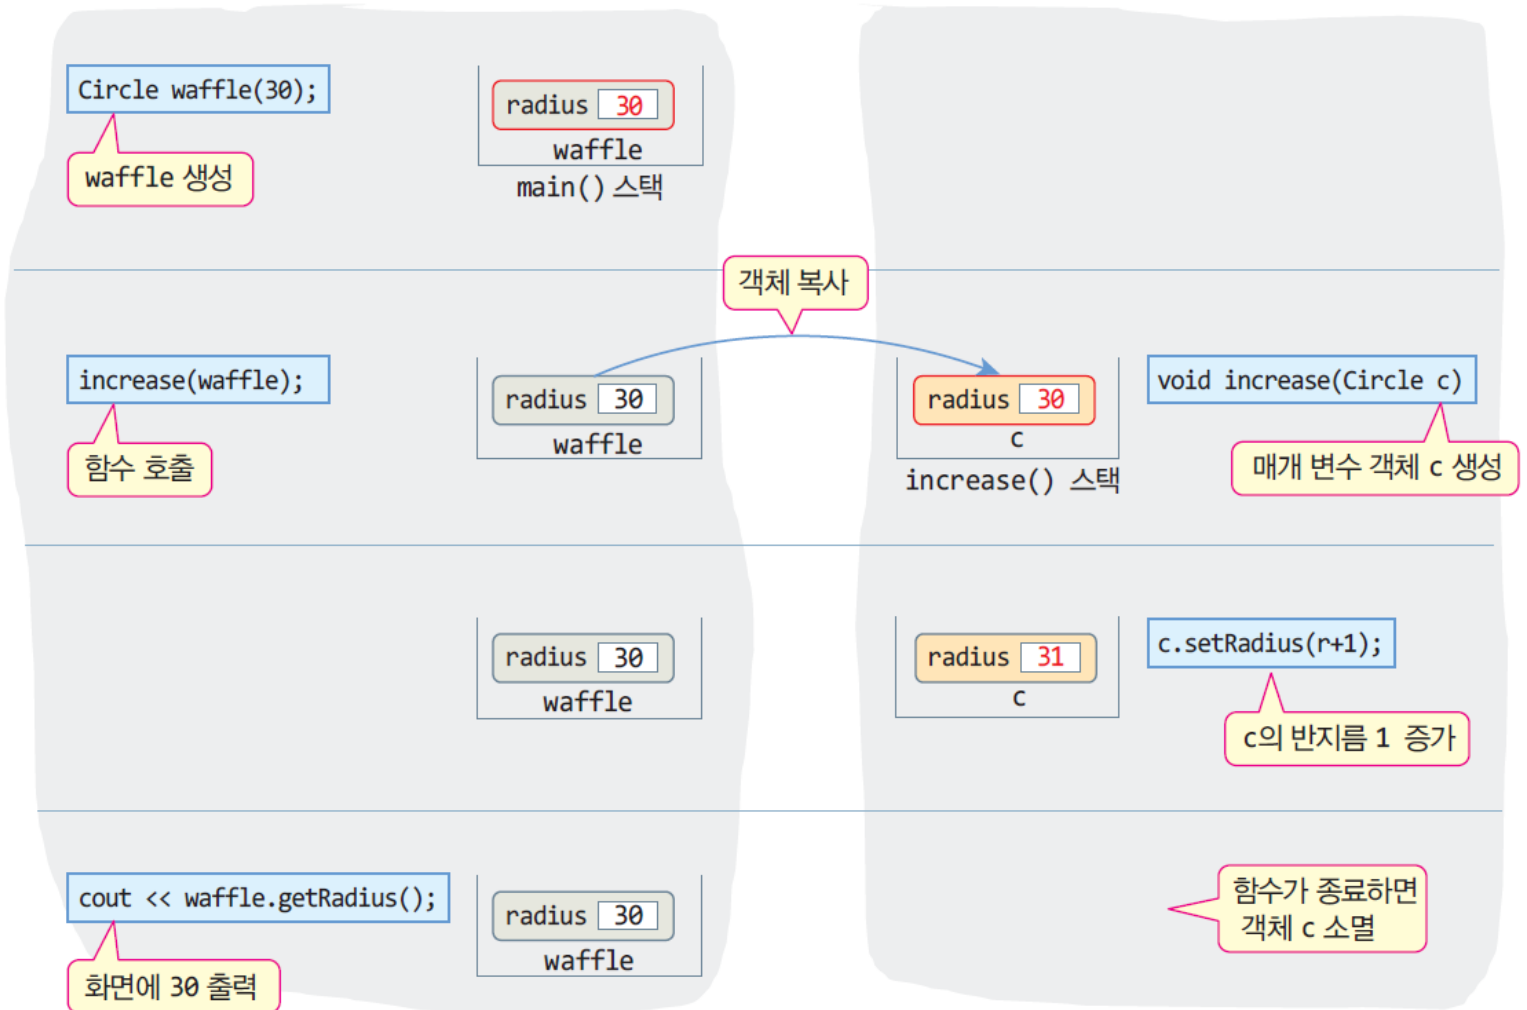 Circle waffle(30);
waffle 생성
radius 30
waffle
main() 스택
객체 복사
increase(waffle);
함수 호출
radius 30
waffle
radius 30
c
increase() 스택
void increase(Circle c)
매개 변수 객체 c 생성
radius 30
waffle
radius 31
c
c.setRadius(r+1);
c의 반지름 1 증가
cout << waffle.getRadius();
화면에 30 출력
radius 30
waffle
함수가 종료하면
객체 c 소멸